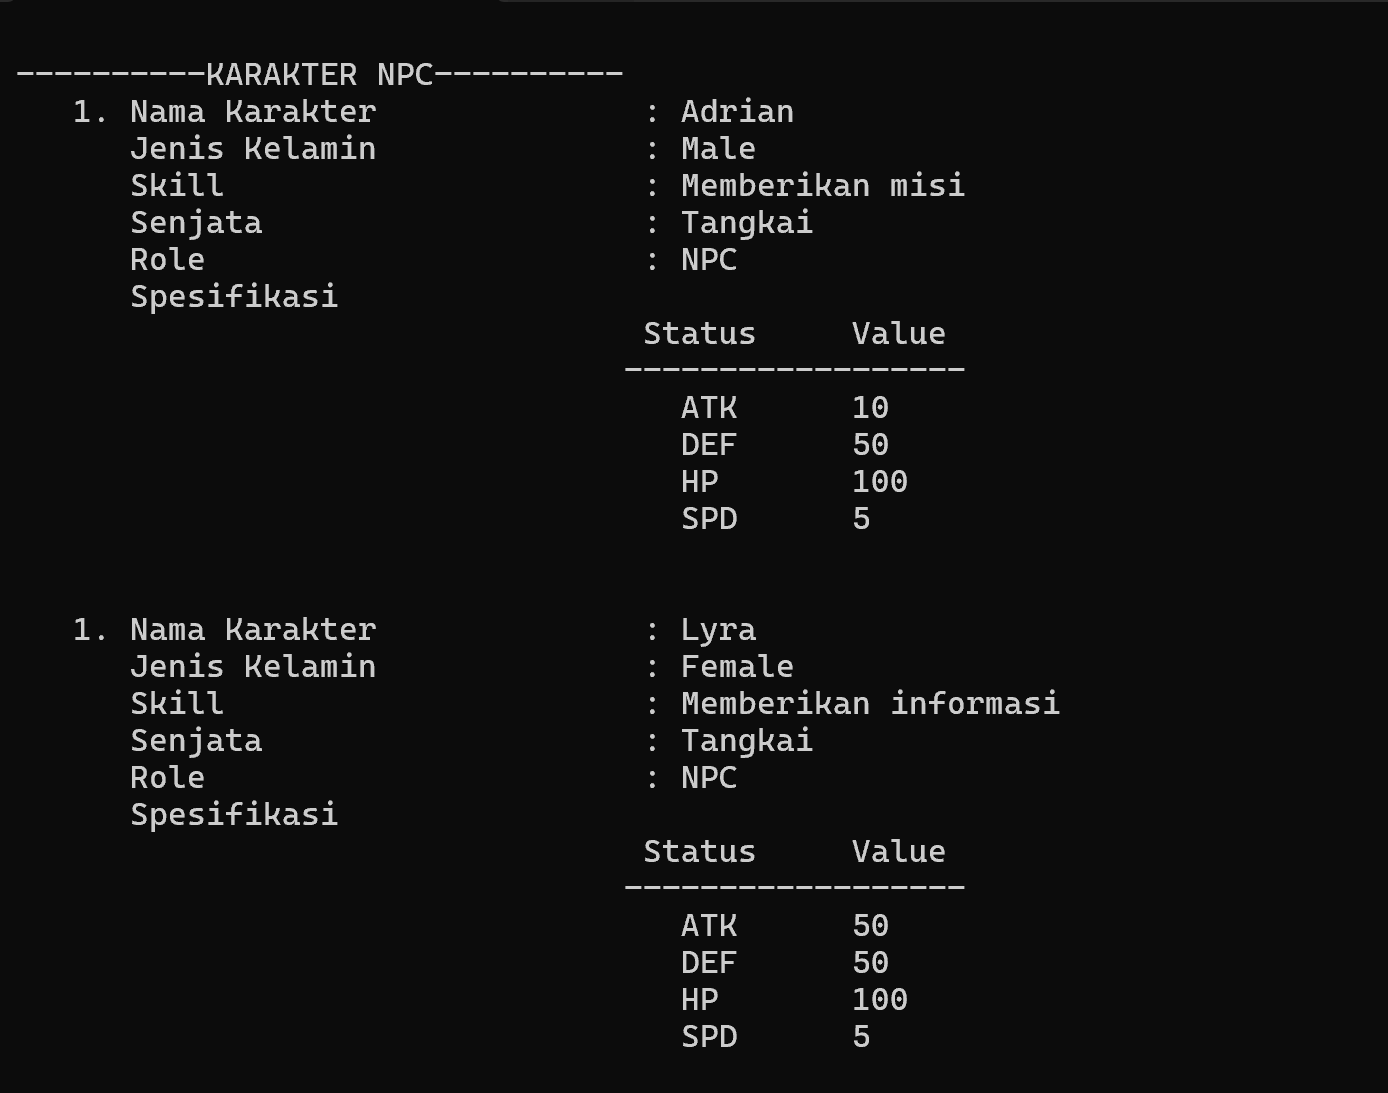 ----------KARAKTER NPC----------
1. Nama Karakter : Adrian
Jenis Kelamin : Male
Skill : Memberikan misi
Senjata : Tangkai
Role : NPC
Spesifikasi
Status Value
------------------
ATK 10
DEF 50
HP 100
SPD 5
1. Nama Karakter : Lyra
Jenis Kelamin : Female
Skill : Memberikan informasi
Senjata : Tangkai
Role : NPC
Spesifikasi
Status Value
------------------
ATK 50
DEF 50
HP 100
SPD 5